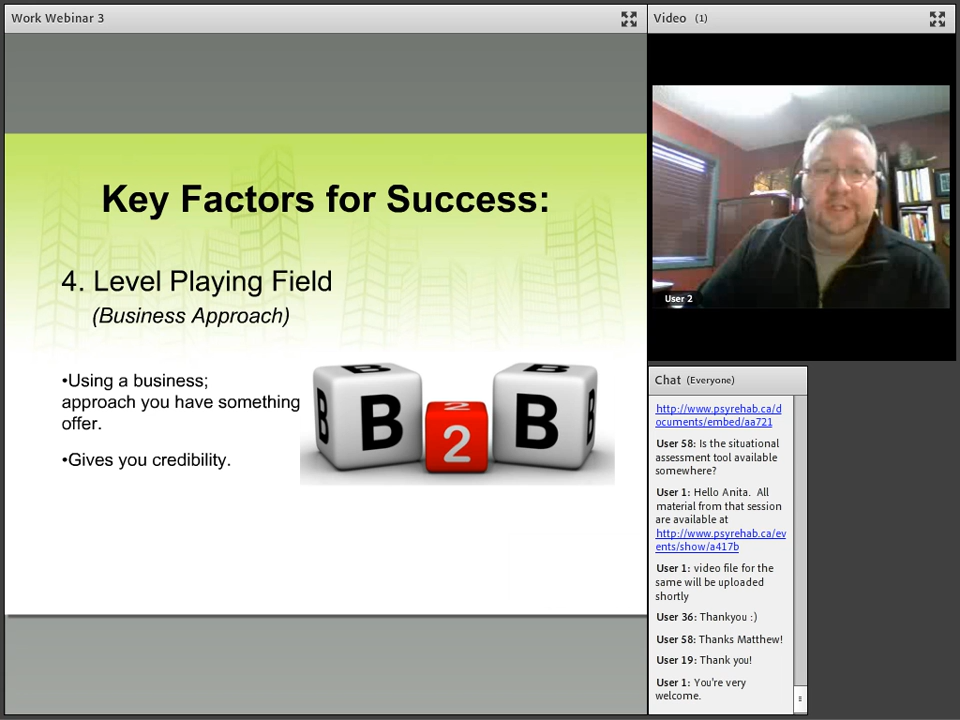 Work Webinar 3
Key Factors for Success:
4. Level Playing Field
(Business Approach)
•Using a business;
approach you have something
offer.
•Gives you credibility.
B
B
B
2
2
B
B
B
Video (1)
User 2
Chat (Everyone)
http://www.psyrehab.ca/d
ocuments/embed/aa721
User 58: Is the situational
assessment tool available
somewhere?
User 1: Hello Anita. All
material from that session
are available at
http://www.psyrehab.ca/ev
ents/show/a417b
User 1: video file for the
same will be uploaded
shortly
User 36: Thankyou :)
User 58: Thanks Matthew!
User 19: Thank you!
User 1: You're very
welcome.